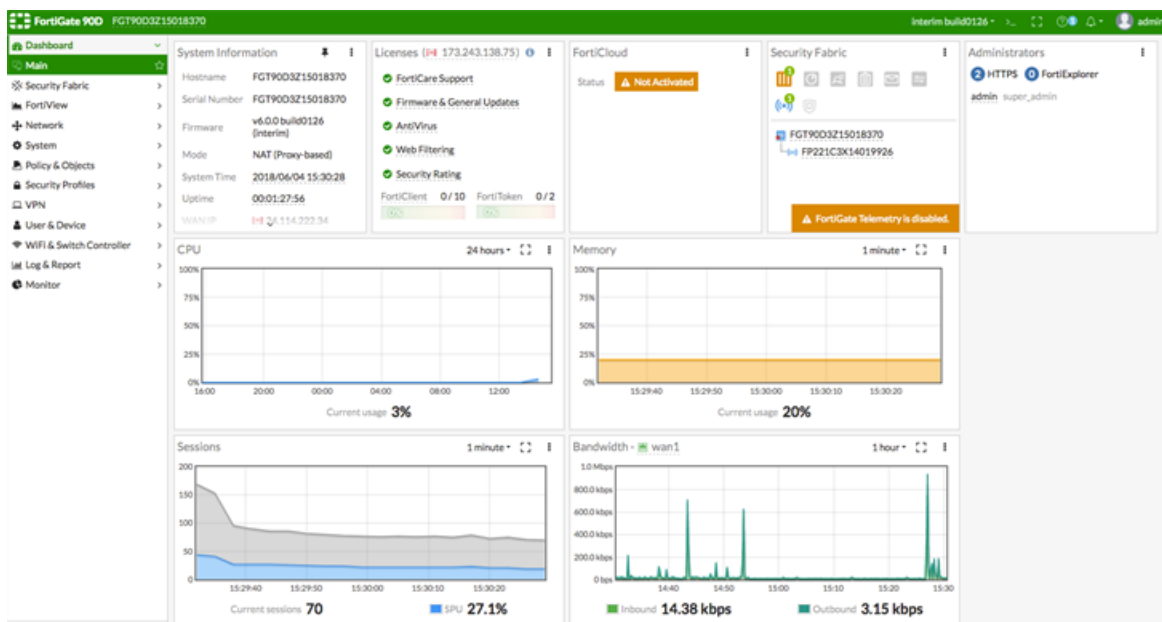 FortiGate 90D FGT90D3Z15018370
interim build0126 >_ admin
Dashboard
Main
Security Fabric
FortiView
Network
System
Policy & Objects
Security Profiles
VPN
User & Device
WiFi & Switch Controller
Log & Report
Monitor
System Information
Hostname FGT90D3Z15018370
Serial Number FGT90D3Z15018370
Firmware v6.0.0 build0126
(interim)
Mode NAT (Proxy-based)
System Time 2018/06/04 15:30:28
Uptime 00:01:27:56
WAN IP 24.114.222.34
Licenses (173.243.138.75)
FortiCare Support
Firmware & General Updates
AntiVirus
Web Filtering
Security Rating
FortiClient 0/10 FortiToken 0/2
0% 0%
FortiCloud
Status Not Activated
Security Fabric
1
1
FGT90D3Z15018370
FP221C3X14019926
FortiGate Telemetry is disabled.
Administrators
2 HTTPS 0 FortiExplorer
admin super_admin
CPU 24 hours
100%
75%
50%
25%
0%
16:00 20:00 00:00 04:00 08:00 12:00
Current usage 3%
Memory 1 minute
100%
75%
50%
25%
0%
15:29:40 15:29:50 15:30:00 15:30:10 15:30:20
Current usage 20%
Sessions 1 minute
200
150
100
50
0
15:29:40 15:29:50 15:30:00 15:30:10 15:30:20
Current sessions 70 SPU 27.1%
Bandwidth - wan1 1 hour
1.0 Mbps
800.0 kbps
600.0 kbps
400.0 kbps
200.0 kbps
0 bps
14:40 14:50 15:00 15:10 15:20 15:30
Inbound 14.38 kbps Outbound 3.15 kbps